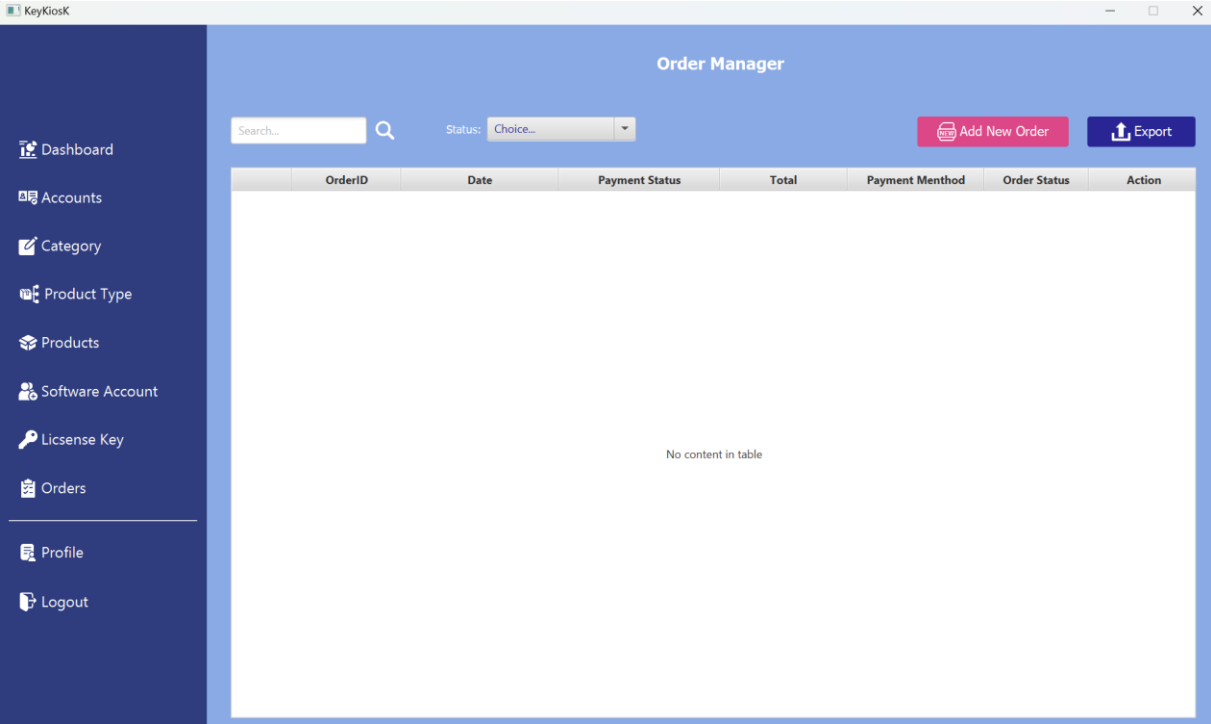 KeyKiosK
Order Manager
Search...
Status:
Choice...
NEW
Add New Order
Export
Dashboard
Accounts
Category
Product Type
Products
Software Account
Licsense Key
Orders
Profile
Logout
OrderID
Date
Payment Status
Total
Payment Menthod
Order Status
Action
No content in table